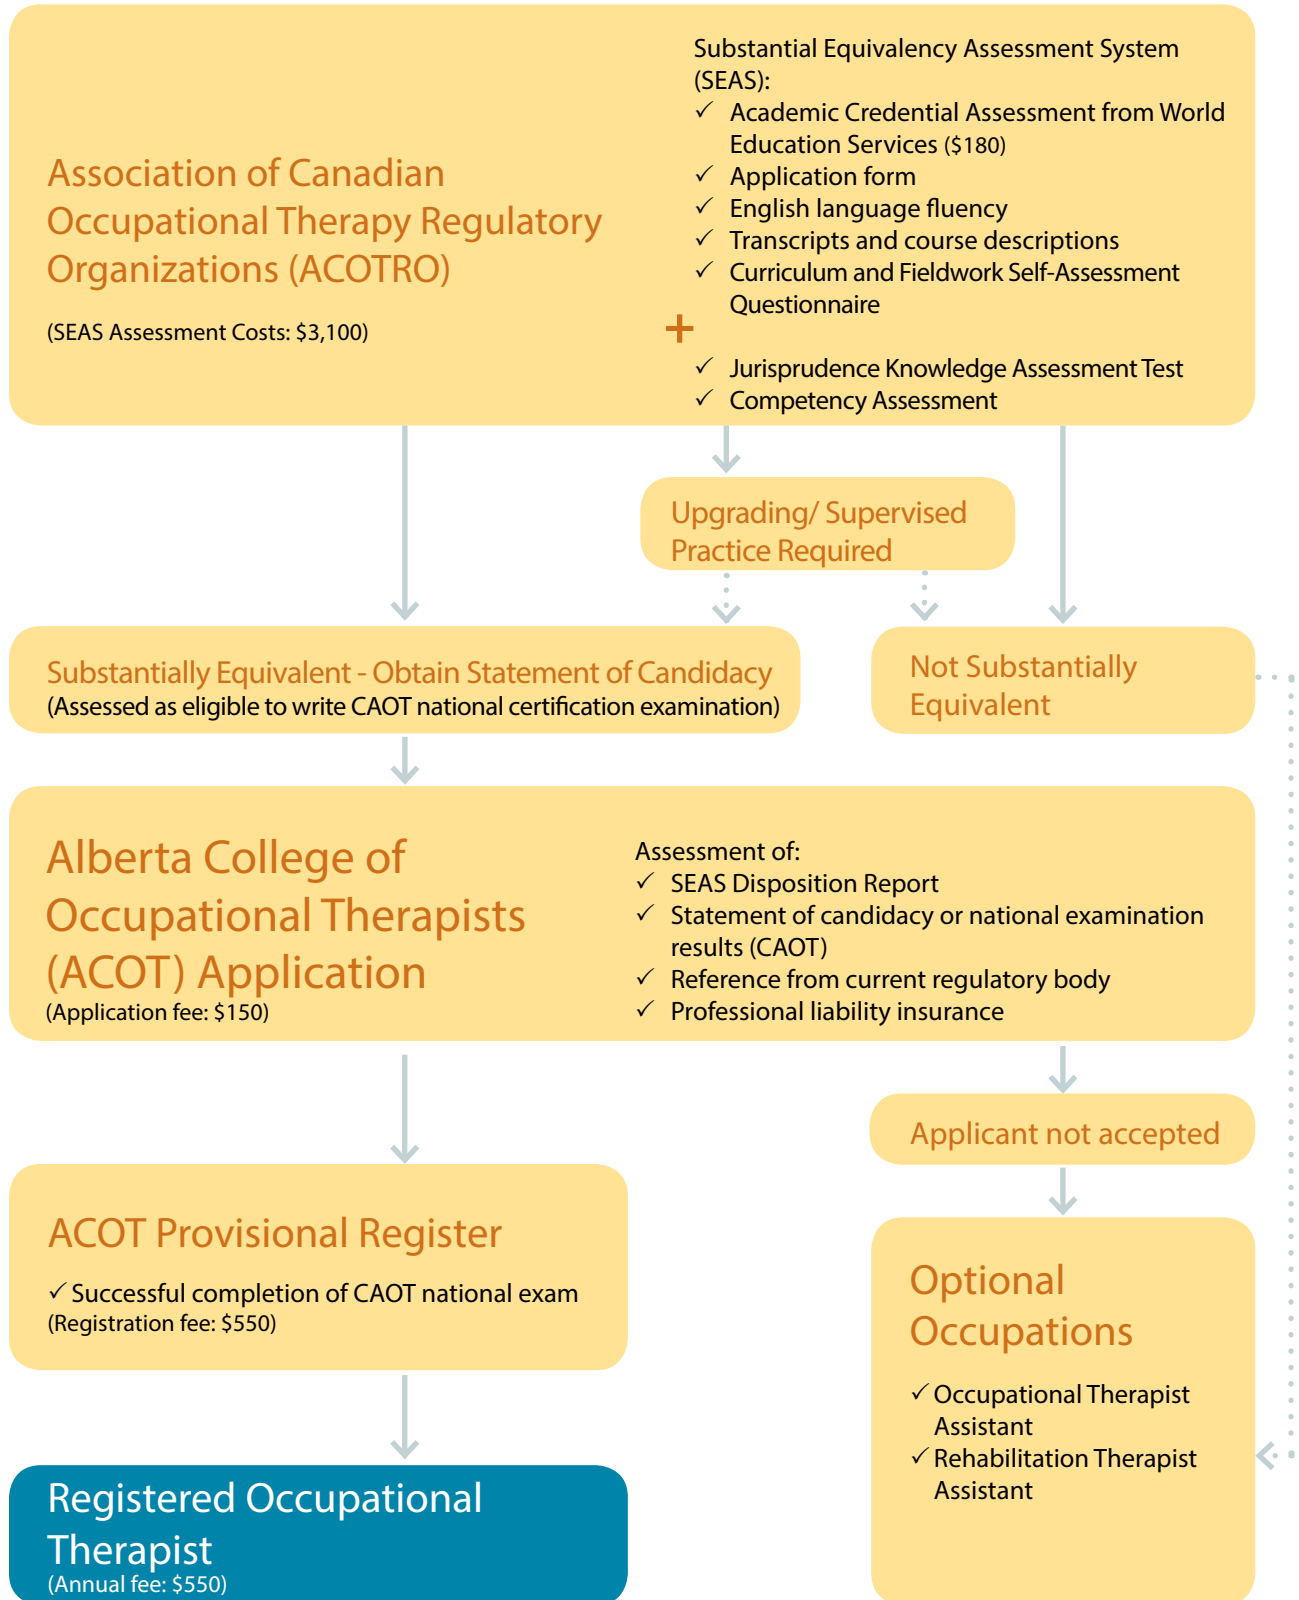 Association of Canadian
Occupational Therapy Regulatory
Organizations (ACOTRO)
(SEAS Assessment Costs: $3,100)
Substantial Equivalency Assessment System
(SEAS):
✓ Academic Credential Assessment from World
Education Services ($180)
✓ Application form
✓ English language fluency
✓ Transcripts and course descriptions
✓ Curriculum and Fieldwork Self-Assessment
Questionnaire
+
✓ Jurisprudence Knowledge Assessment Test
✓ Competency Assessment
Upgrading/ Supervised
Practice Required
Substantially Equivalent - Obtain Statement of Candidacy
(Assessed as eligible to write CAOT national certification examination)
Not Substantially
Equivalent
Alberta College of
Occupational Therapists
(ACOT) Application
(Application fee: $150)
Assessment of:
✓ SEAS Disposition Report
✓ Statement of candidacy or national examination
results (CAOT)
✓ Reference from current regulatory body
✓ Professional liability insurance
Applicant not accepted
ACOT Provisional Register
✓ Successful completion of CAOT national exam
(Registration fee: $550)
Optional
Occupations
✓ Occupational Therapist
Assistant
✓ Rehabilitation Therapist
Assistant
Registered Occupational
Therapist
(Annual fee: $550)